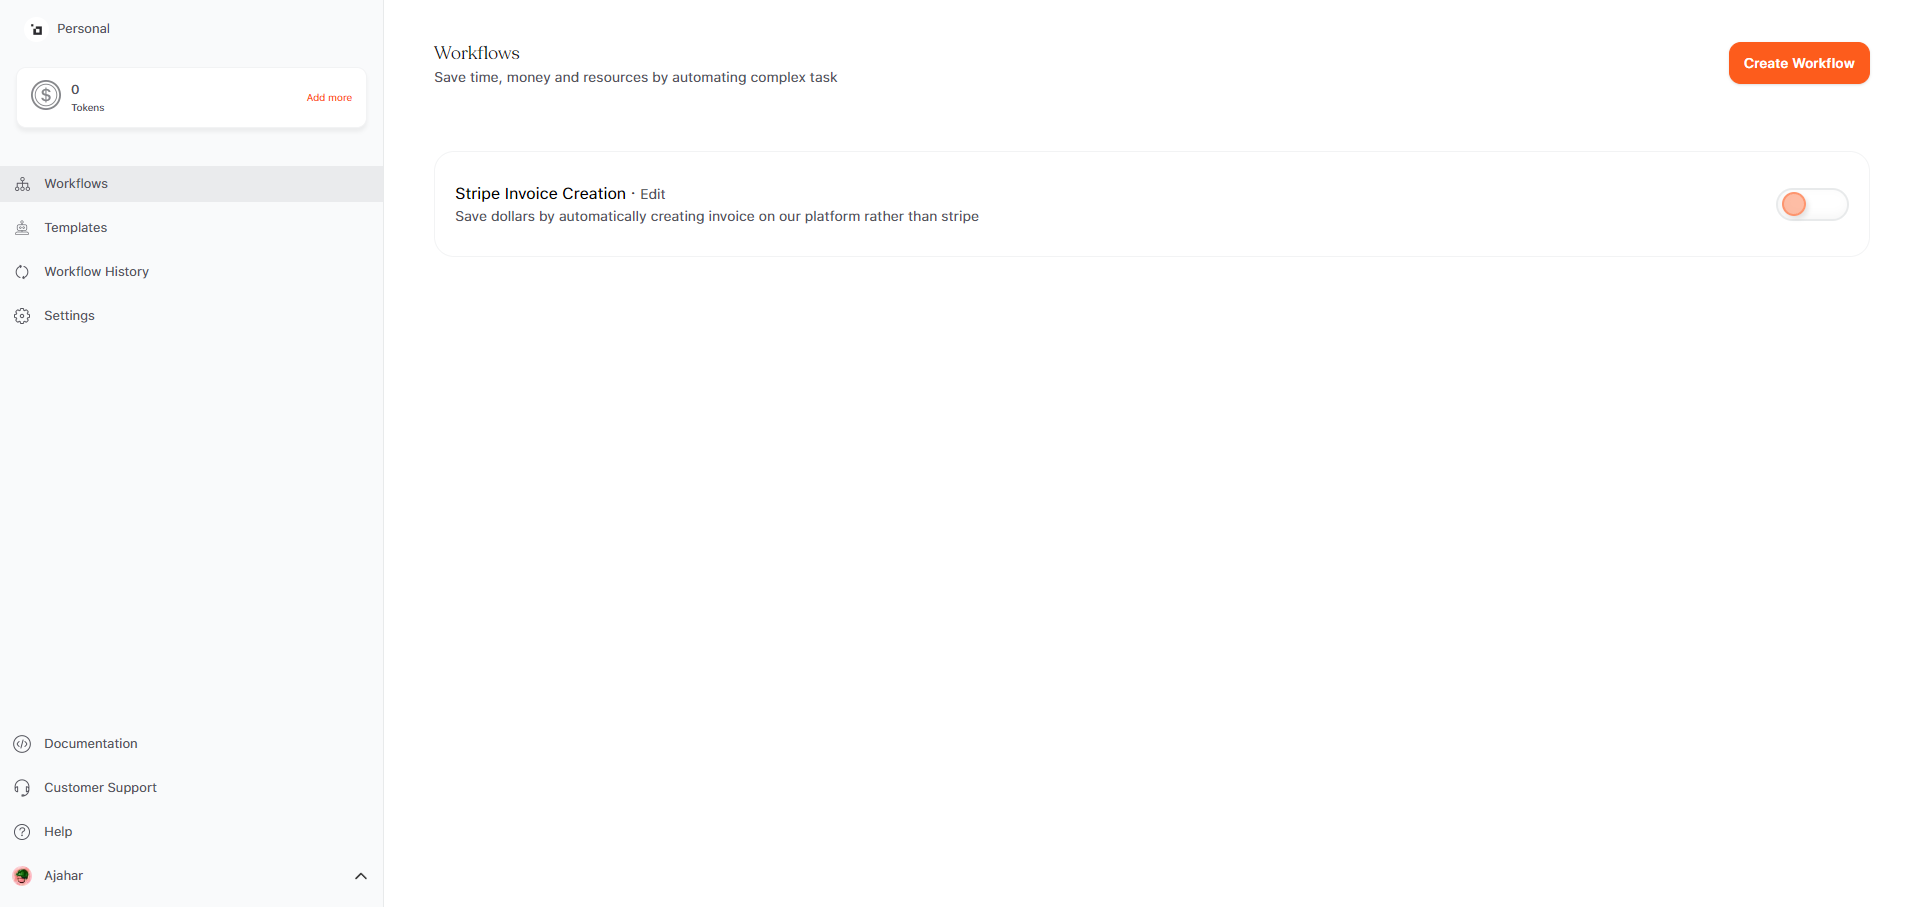 Personal
0
Tokens
Add more
Workflows
Templates
Workflow History
Settings
Documentation
Customer Support
Help
Ajahar
Workflows
Save time, money and resources by automating complex task
Create Workflow
Stripe Invoice Creation · Edit
Save dollars by automatically creating invoice on our platform rather than stripe